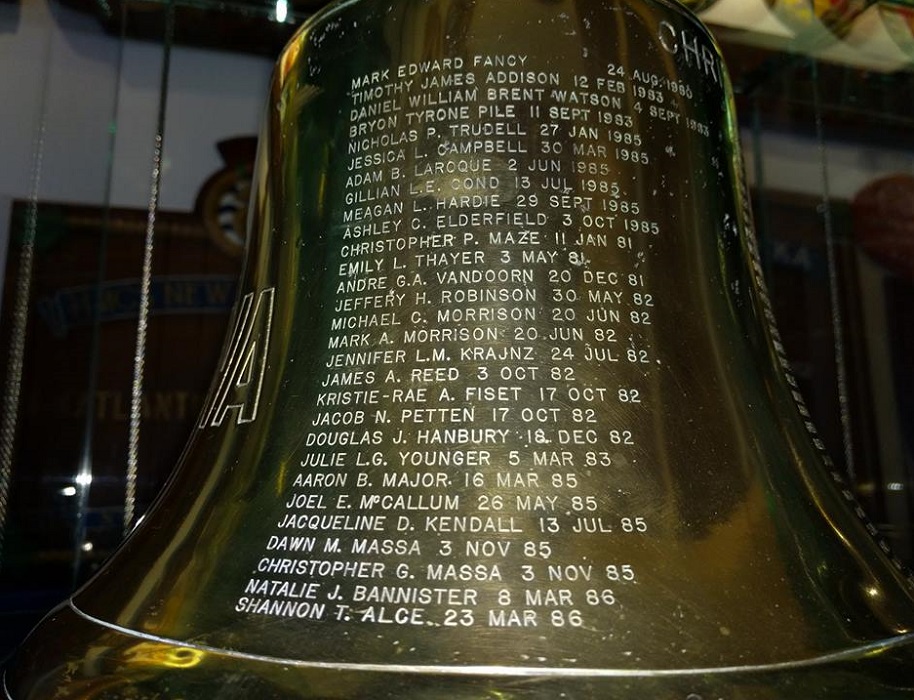 CHR
MARK EDWARD FANCY 24 AUG 1980
TIMOTHY JAMES ADDISON 12 FEB 1983
DANIEL WILLIAM BRENT WATSON 4 SEPT 1983
BRYON TYRONE PILE 11 SEPT 1983
NICHOLAS P. TRUDELL 27 JAN 1985
JESSICA L. CAMPBELL 30 MAR 1985
ADAM B. LAROQUE 2 JUN 1985
GILLIAN L.E. COND 13 JUL 1985
MEAGAN L. HARDIE 29 SEPT 1985
ASHLEY C. ELDERFIELD 3 OCT 1985
CHRISTOPHER P. MAZE 11 JAN 81
EMILY L. THAYER 3 MAY 81
ANDRE G.A. VANDOORN 20 DEC 81
JEFFERY H. ROBINSON 30 MAY 82
MICHAEL C. MORRISON 20 JUN 82
MARK A. MORRISON 20 JUN 82
JENNIFER L.M. KRAJNZ 24 JUL 82
JAMES A. REED 3 OCT 82
KRISTIE-RAE A. FISET 17 OCT 82
JACOB N. PETTEN 17 OCT 82
DOUGLAS J. HANBURY 18 DEC 82
JULIE L.G. YOUNGER 5 MAR 83
AARON B. MAJOR 16 MAR 85
JOEL E. McCALLUM 26 MAY 85
JACQUELINE D. KENDALL 13 JUL 85
DAWN M. MASSA 3 NOV 85
CHRISTOPHER G. MASSA 3 NOV 85
NATALIE J. BANNISTER 8 MAR 86
SHANNON T. ALCE 23 MAR 86
IA